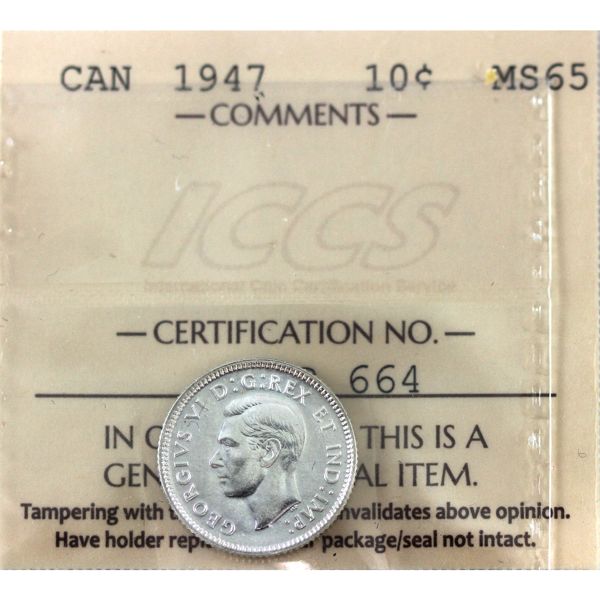 CAN 1947 10¢ MS65
— COMMENTS —
ICCS
International Coin Certification Service
— CERTIFICATION NO. —
664
IN THIS IS A
GEN AL ITEM.
Tampering with invalidates above opinion.
Have holder package/seal not intact.
GEORGIVS VI D:G:REX ET IND:IMP: